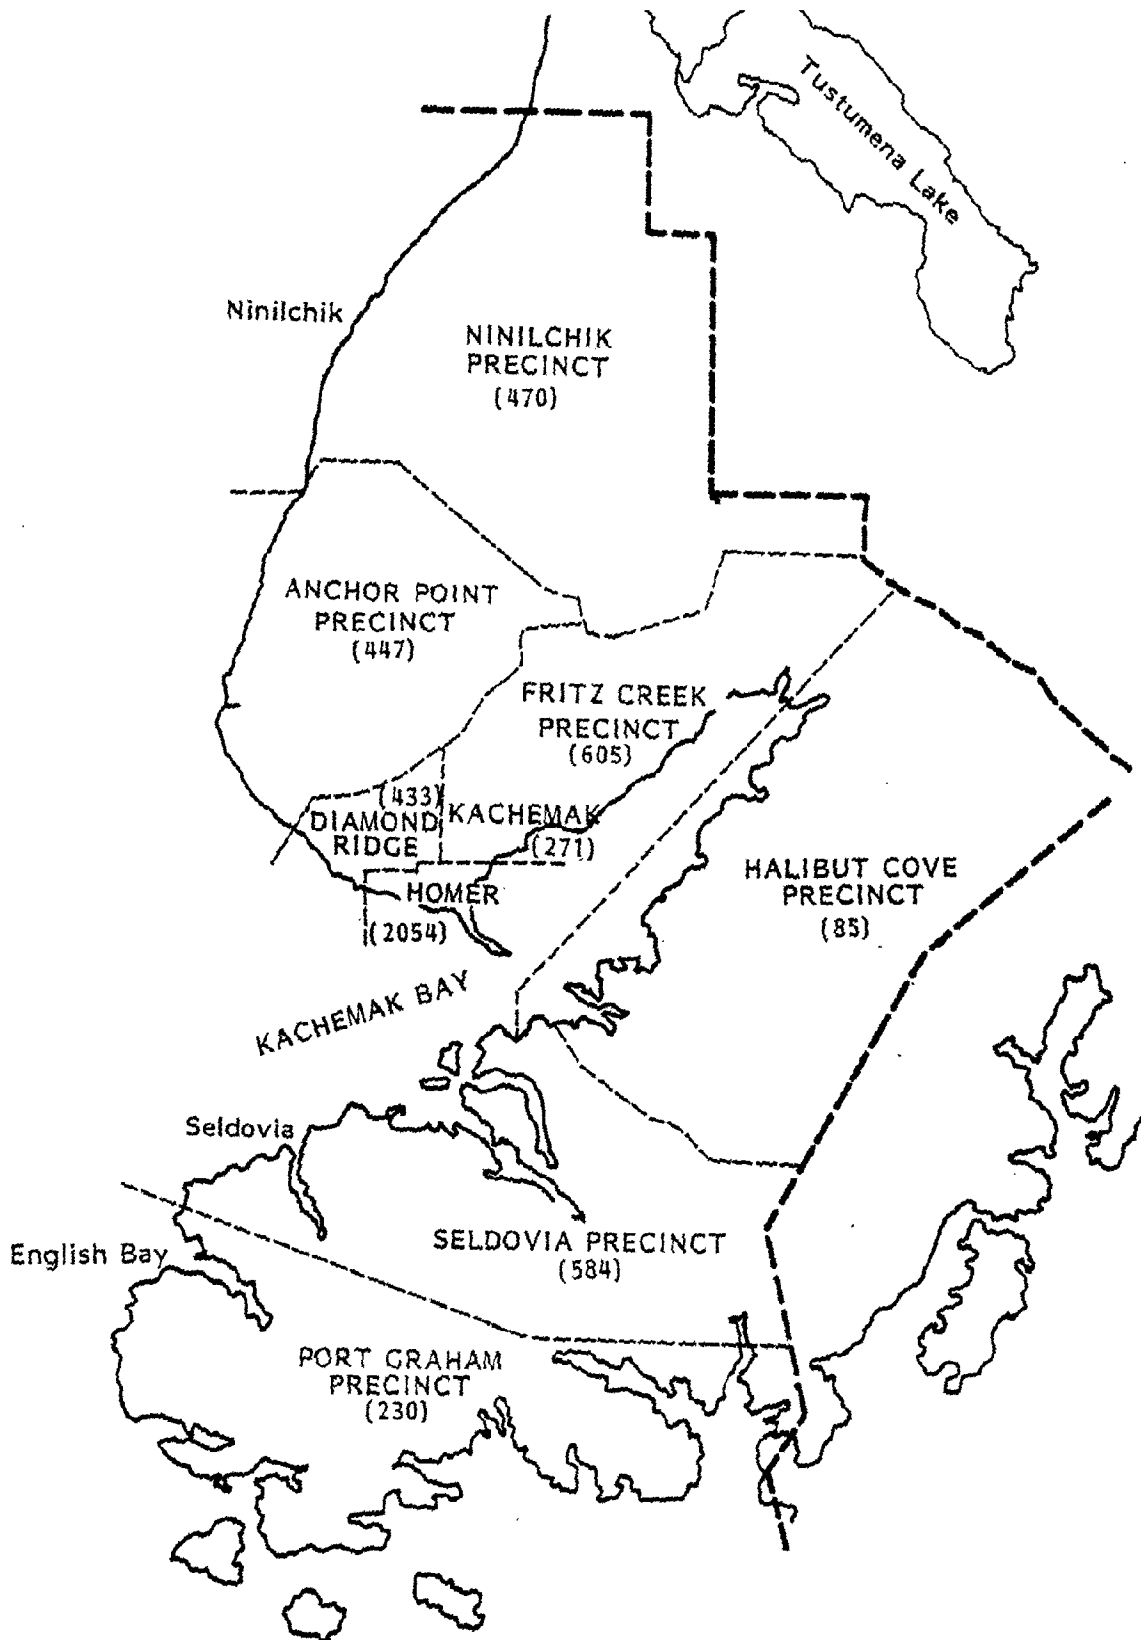 Tustumena Lake
Ninilchik
NINILCHIK
PRECINCT
(470)
ANCHOR POINT
PRECINCT
(447)
FRITZ CREEK
PRECINCT
(605)
(433)
DIAMOND
RIDGE
KACHEMAK
(271)
HOMER
(2054)
HALIBUT COVE
PRECINCT
(85)
KACHEMAK BAY
Seldovia
SELDOVIA PRECINCT
(584)
English Bay
PORT GRAHAM
PRECINCT
(230)